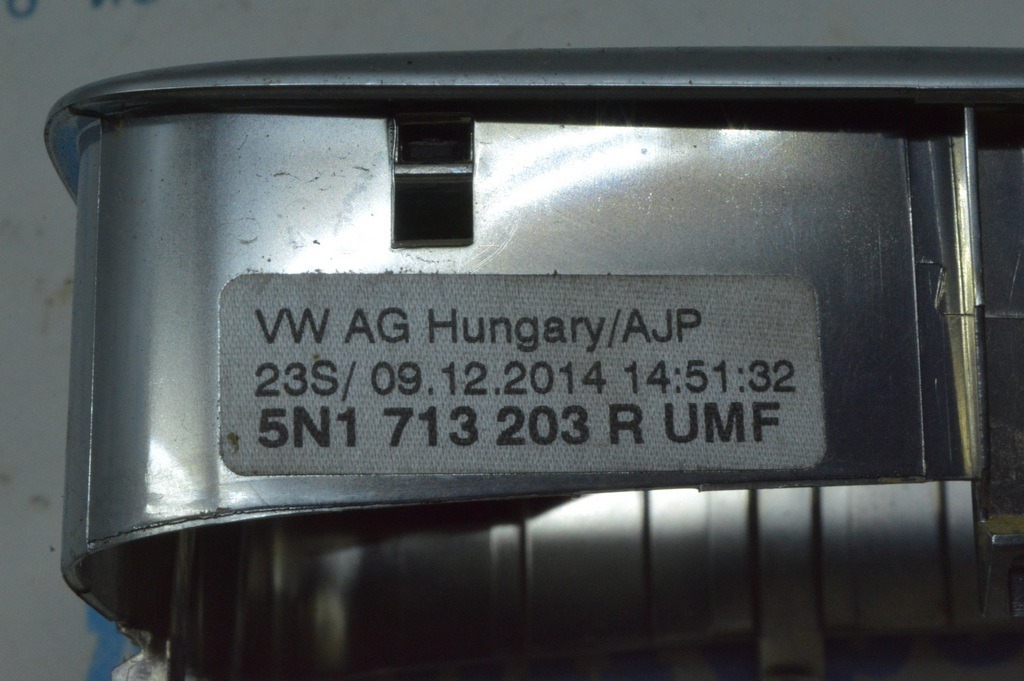 VW AG Hungary/AJP
23S/ 09.12.2014 14:51:32
5N1 713 203 R UMF